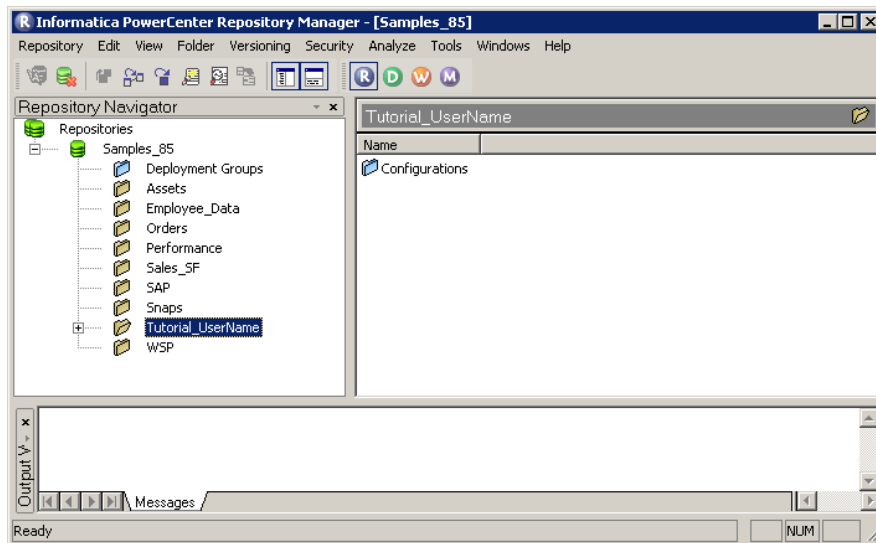 R Informatica PowerCenter Repository Manager - [Samples_85]
Repository Edit View Folder Versioning Security Analyze Tools Windows Help
R D W M
Repository Navigator
Repositories
Samples_85
Deployment Groups
Assets
Employee_Data
Orders
Performance
Sales_SF
SAP
Snaps
Tutorial_UserName
WSP
Tutorial_UserName
Name
Configurations
Output V
Messages
Ready
NUM